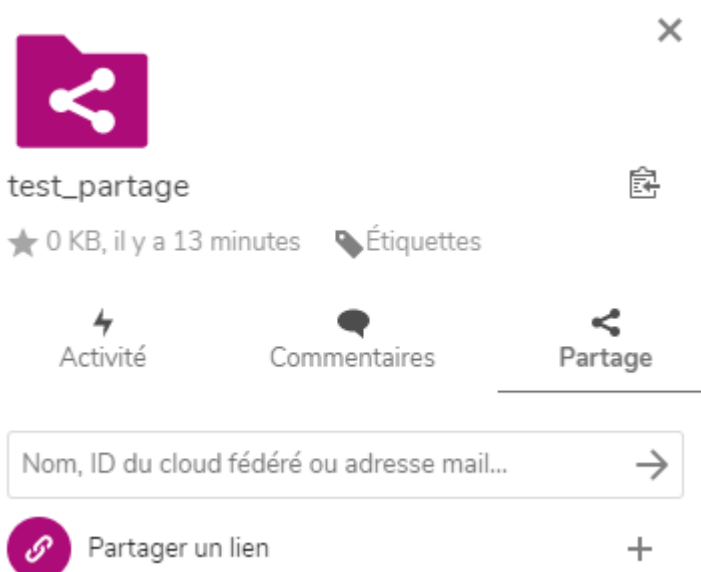 test_partage
0 KB, il y a 13 minutes Étiquettes
Activité Commentaires Partage
Nom, ID du cloud fédéré ou adresse mail...
Partager un lien